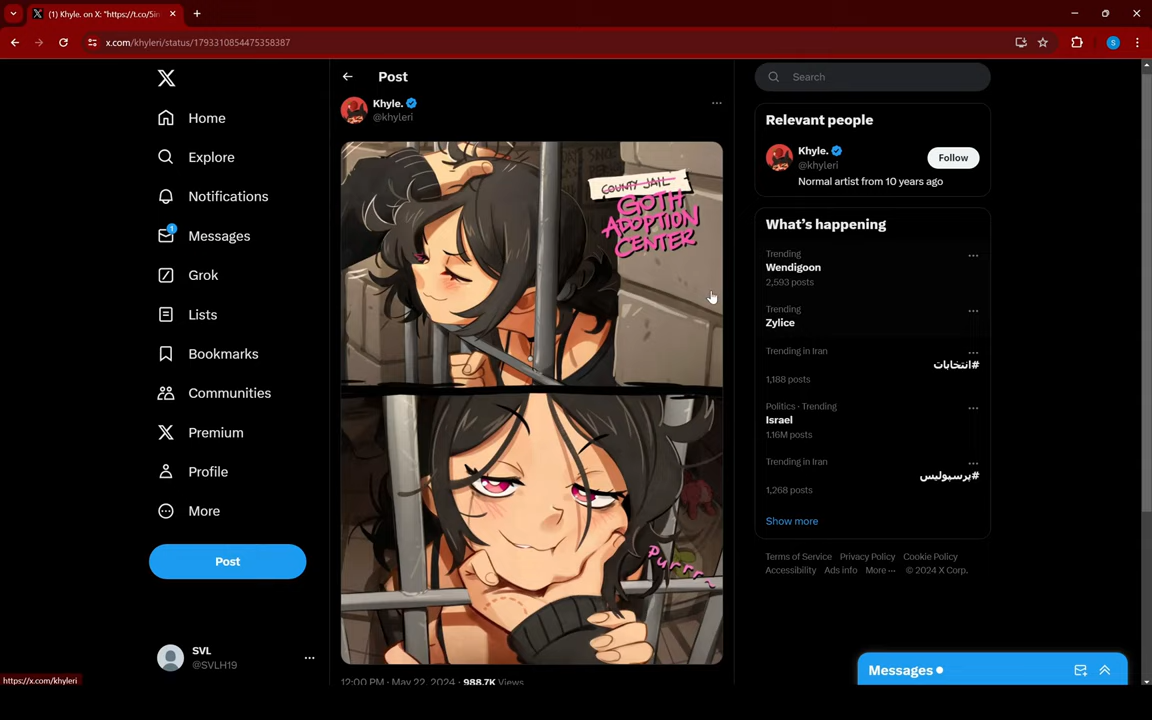 (1) Khyle. on X: "https://t.co/5in
x.com/khyleri/status/1793310854475358387
S
Home
Explore
Notifications
1
Messages
Grok
Lists
Bookmarks
Communities
Premium
Profile
More
Post
SVL
@SVLH19
https://x.com/khyleri
Post
Khyle.
@khyleri
COUNTY JAIL
GOTH
ADOPTION
CENTER
Purrr~
12:00 PM · May 22, 2024 · 988.7K Views
Search
Relevant people
Khyle.
@khyleri
Follow
Normal artist from 10 years ago
What's happening
Trending
Wendigoon
2,593 posts
Trending
Zylice
Trending in Iran
#انتخابات
1,188 posts
Politics · Trending
Israel
1.16M posts
Trending in Iran
#پرسپولیس
1,268 posts
Show more
Terms of Service Privacy Policy Cookie Policy
Accessibility Ads info More ··· © 2024 X Corp.
Messages